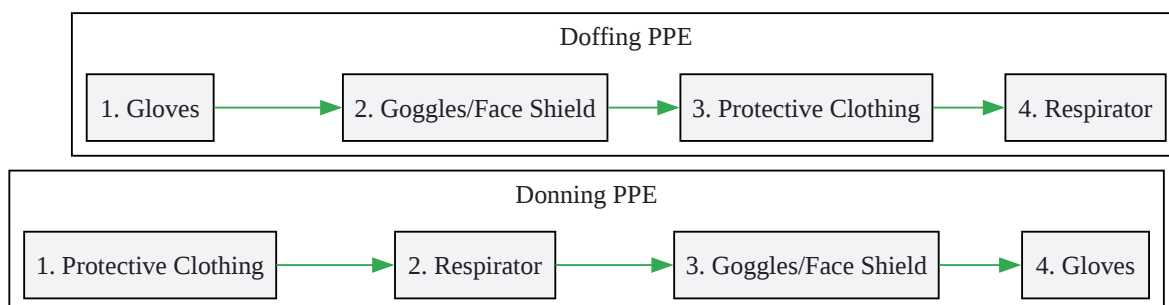 Doffing PPE
1. Gloves
2. Goggles/Face Shield
3. Protective Clothing
4. Respirator
Donning PPE
1. Protective Clothing
2. Respirator
3. Goggles/Face Shield
4. Gloves